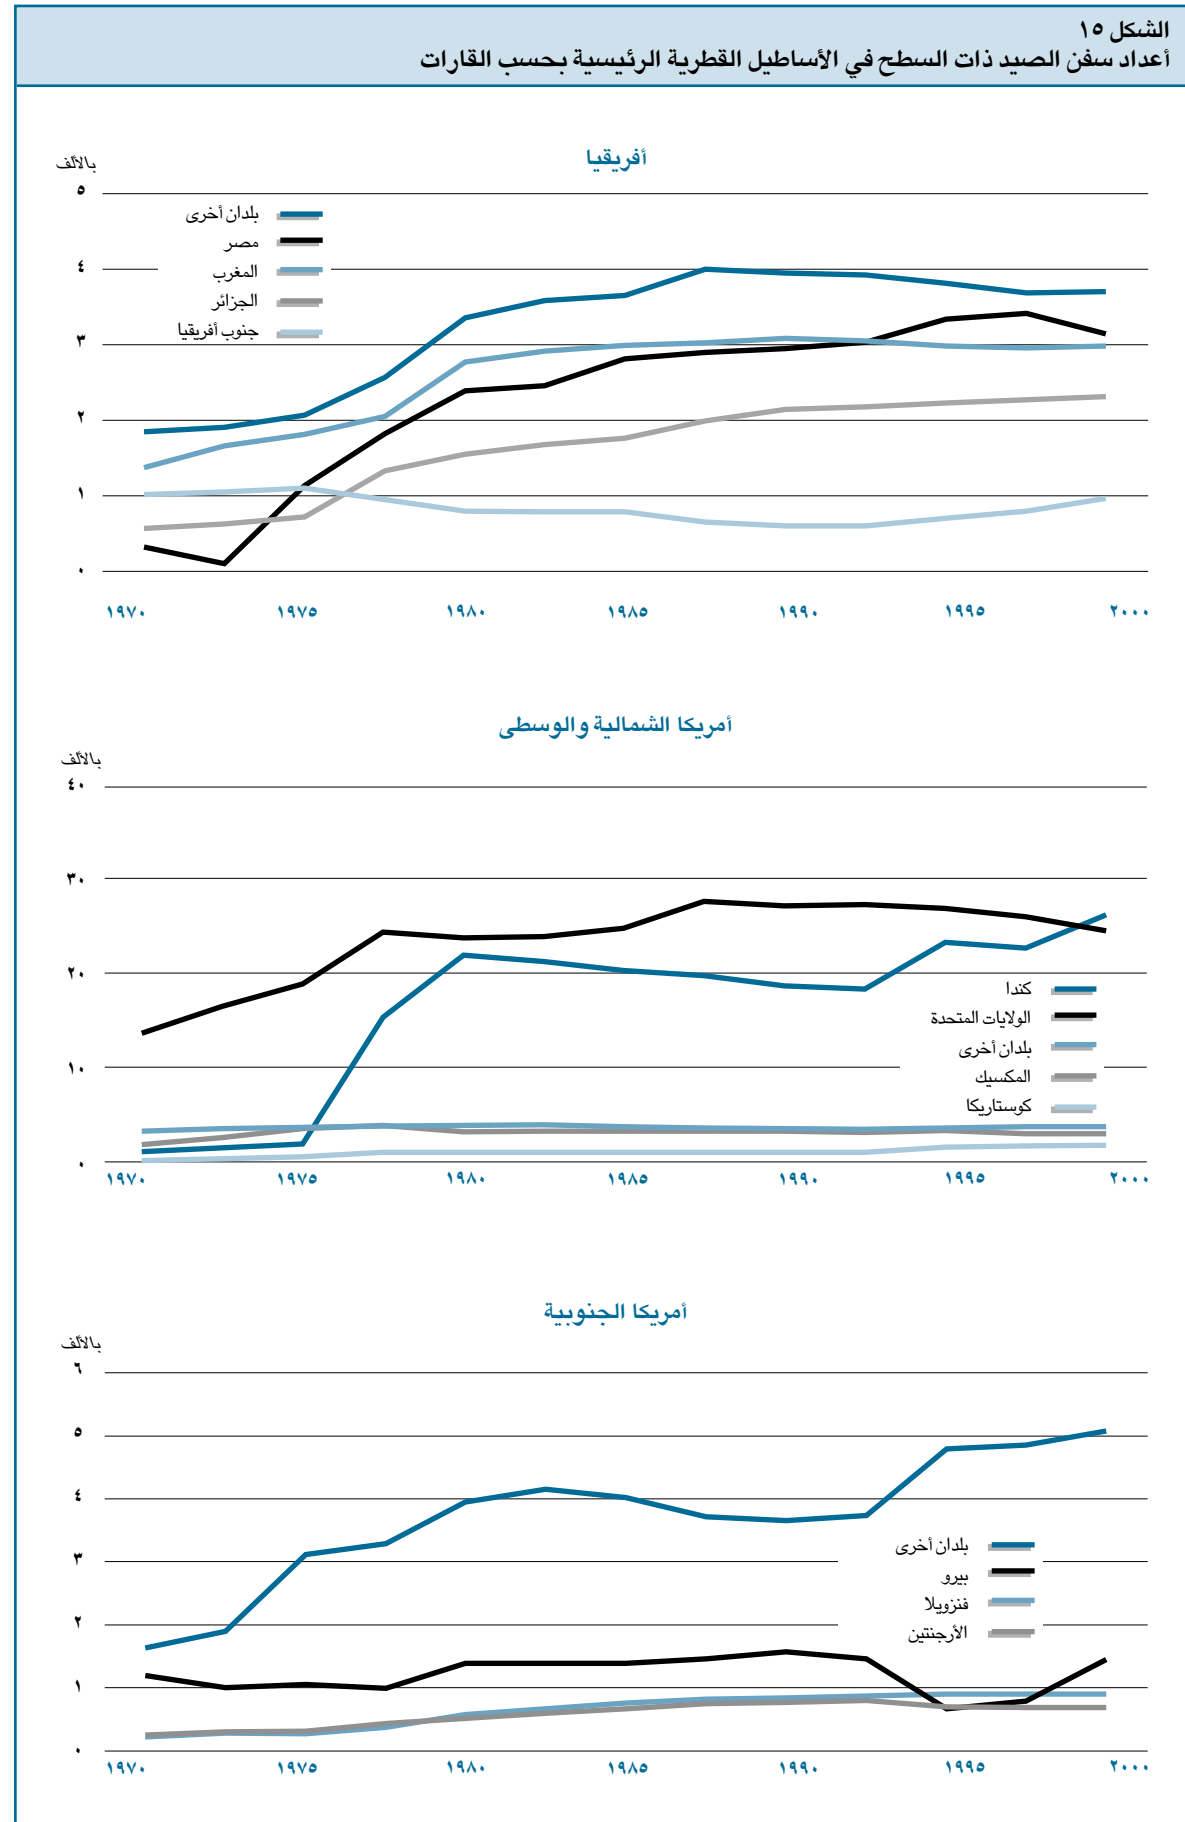 الشكل ١٥
أعداد سفن الصيد ذات السطح في الأساطيل القطرية الرئيسية بحسب القارات
أفريقيا
بالألف
٥
٤
٣
٢
١
٠
بلدان أخرى
مصر
المغرب
الجزائر
جنوب أفريقيا
١٩٧٠ ١٩٧٥ ١٩٨٠ ١٩٨٥ ١٩٩٠ ١٩٩٥ ٢٠٠٠
أمريكا الشمالية والوسطى
بالألف
٤٠
٣٠
٢٠
١٠
٠
كندا
الولايات المتحدة
بلدان أخرى
المكسيك
كوستاريكا
١٩٧٠ ١٩٧٥ ١٩٨٠ ١٩٨٥ ١٩٩٠ ١٩٩٥ ٢٠٠٠
أمريكا الجنوبية
بالألف
٦
٥
٤
٣
٢
١
٠
بلدان أخرى
بيرو
فنزويلا
الأرجنتين
١٩٧٠ ١٩٧٥ ١٩٨٠ ١٩٨٥ ١٩٩٠ ١٩٩٥ ٢٠٠٠